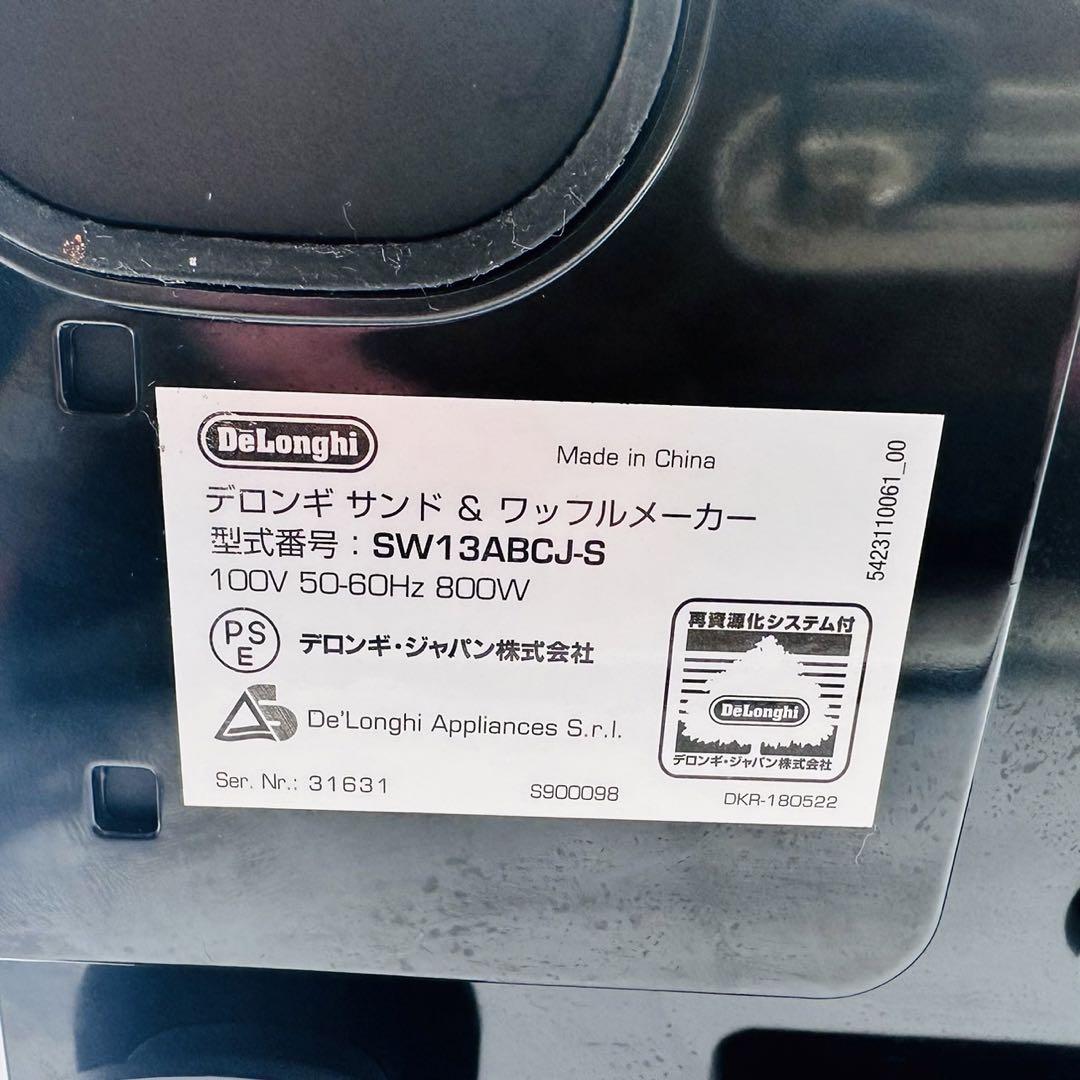 DeLonghi
Made in China
デロンギ サンド & ワッフルメーカー
型式番号：SW13ABCJ-S
100V 50-60Hz 800W
PS
E
デロンギ・ジャパン株式会社
De'Longhi Appliances S.r.l.
Ser. Nr.: 31631
S900098
再資源化システム付
DeLonghi
デロンギ・ジャパン株式会社
DKR-180522
5423110061_00